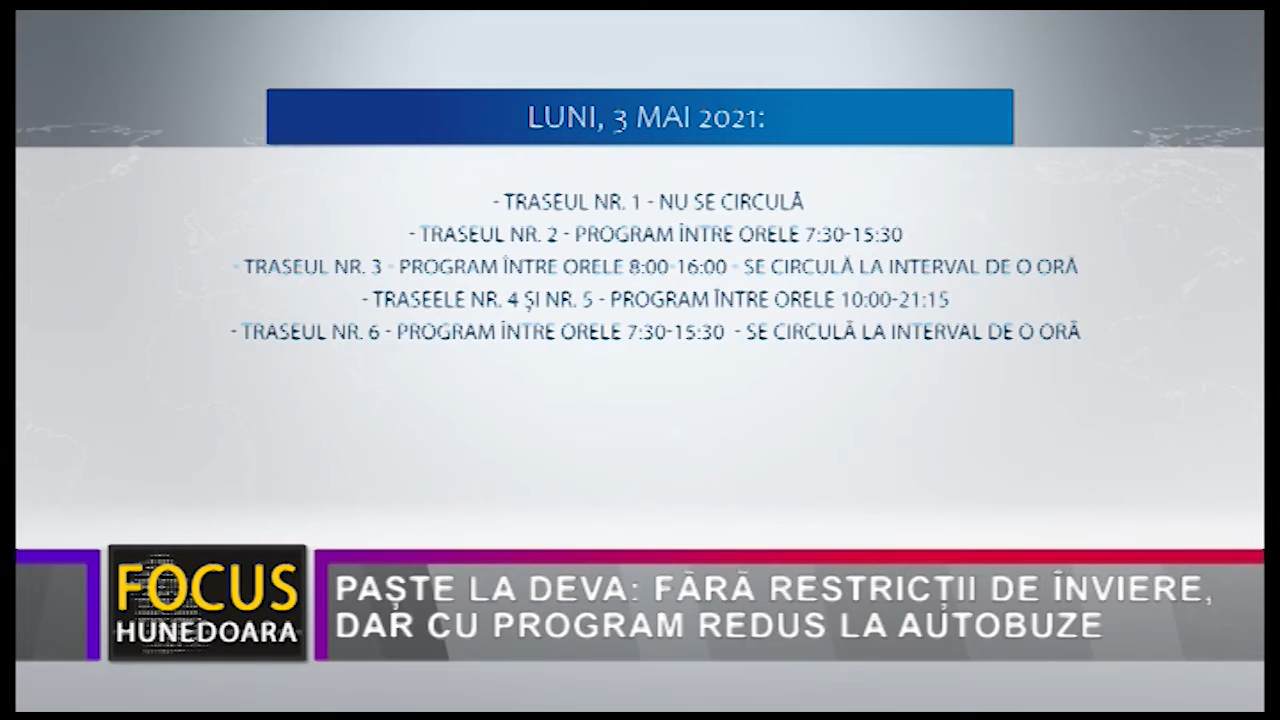 LUNI, 3 MAI 2021:
- TRASEUL NR. 1 - NU SE CIRCULĂ
- TRASEUL NR. 2 - PROGRAM ÎNTRE ORELE 7:30-15:30
- TRASEUL NR. 3 - PROGRAM ÎNTRE ORELE 8:00-16:00 - SE CIRCULĂ LA INTERVAL DE O ORĂ
- TRASEELE NR. 4 ȘI NR. 5 - PROGRAM ÎNTRE ORELE 10:00-21:15
- TRASEUL NR. 6 - PROGRAM ÎNTRE ORELE 7:30-15:30 - SE CIRCULĂ LA INTERVAL DE O ORĂ
FOCUS
HUNEDOARA
PAȘTE LA DEVA: FĂRĂ RESTRICȚII DE ÎNVIERE,
DAR CU PROGRAM REDUS LA AUTOBUZE